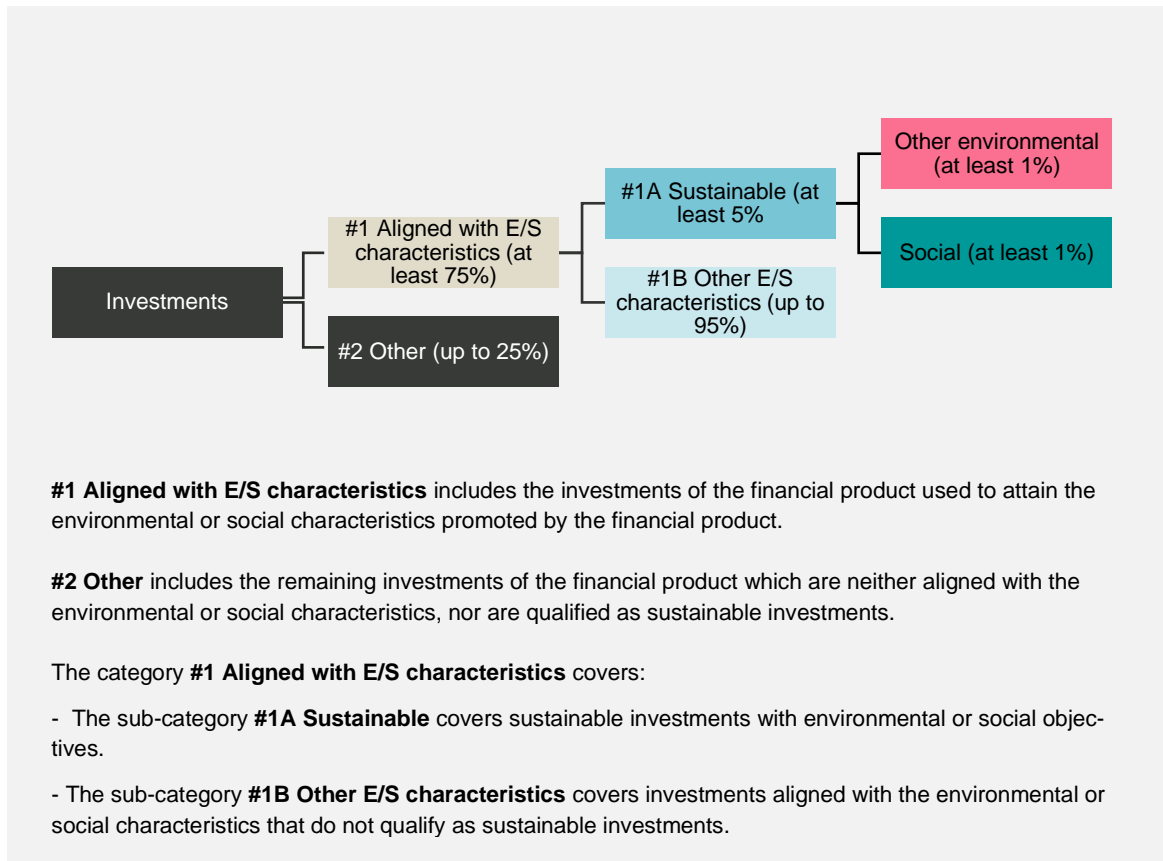 Other environmental
(at least 1%)
#1A Sustainable (at
least 5%
#1 Aligned with E/S
characteristics (at
least 75%)
Social (at least 1%)
Investments
#1B Other E/S
characteristics (up to
95%)
#2 Other (up to 25%)
#1 Aligned with E/S characteristics includes the investments of the financial product used to attain the
environmental or social characteristics promoted by the financial product.
#2 Other includes the remaining investments of the financial product which are neither aligned with the
environmental or social characteristics, nor are qualified as sustainable investments.
The category #1 Aligned with E/S characteristics covers:
- The sub-category #1A Sustainable covers sustainable investments with environmental or social objec-
tives.
- The sub-category #1B Other E/S characteristics covers investments aligned with the environmental or
social characteristics that do not qualify as sustainable investments.